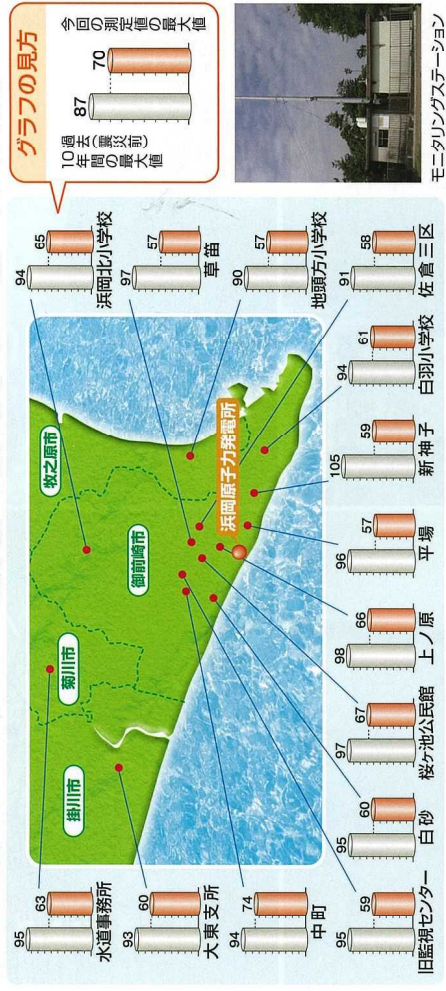 グラフの見方
87
70
過去(震災前)
10年間の最大値
今回の測定値の最大値
モニタリングステーション
水道事務所
95
63
大東支所
93
60
中町
94
74
旧監視センター
95
59
白砂
95
60
桜ヶ池公民館
97
67
上ノ原
98
66
平場
96
57
新神子
105
59
白羽小学校
94
61
佐倉三区
91
58
地頭方小学校
90
57
草笛
97
57
浜岡北小学校
94
65
掛川市
菊川市
御前崎市
牧之原市
浜岡原子力発電所